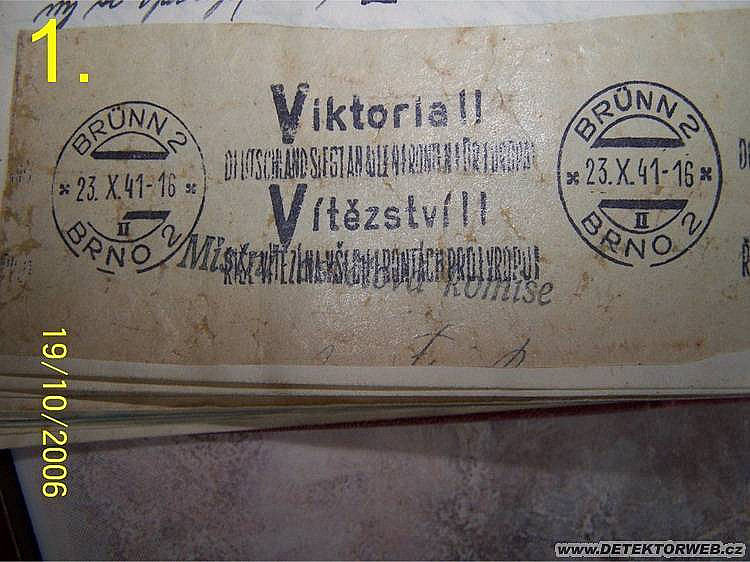 1.
BRÜNN 2
23. X. 41-16
II
BRNO 2
Viktoria!!
DEUTSCHLAND SIEGT AN ALLEN FRONTEN FÜR EUROPA!
Vítězství!!
ŘÍŠE VÍTĚZÍ NA VŠECH FRONTÁCH PRO EVROPU!
komise
BRÜNN 2
23. X. 41-16
II
BRNO 2
19/10/2006
www.DETEKTORWEB.cz